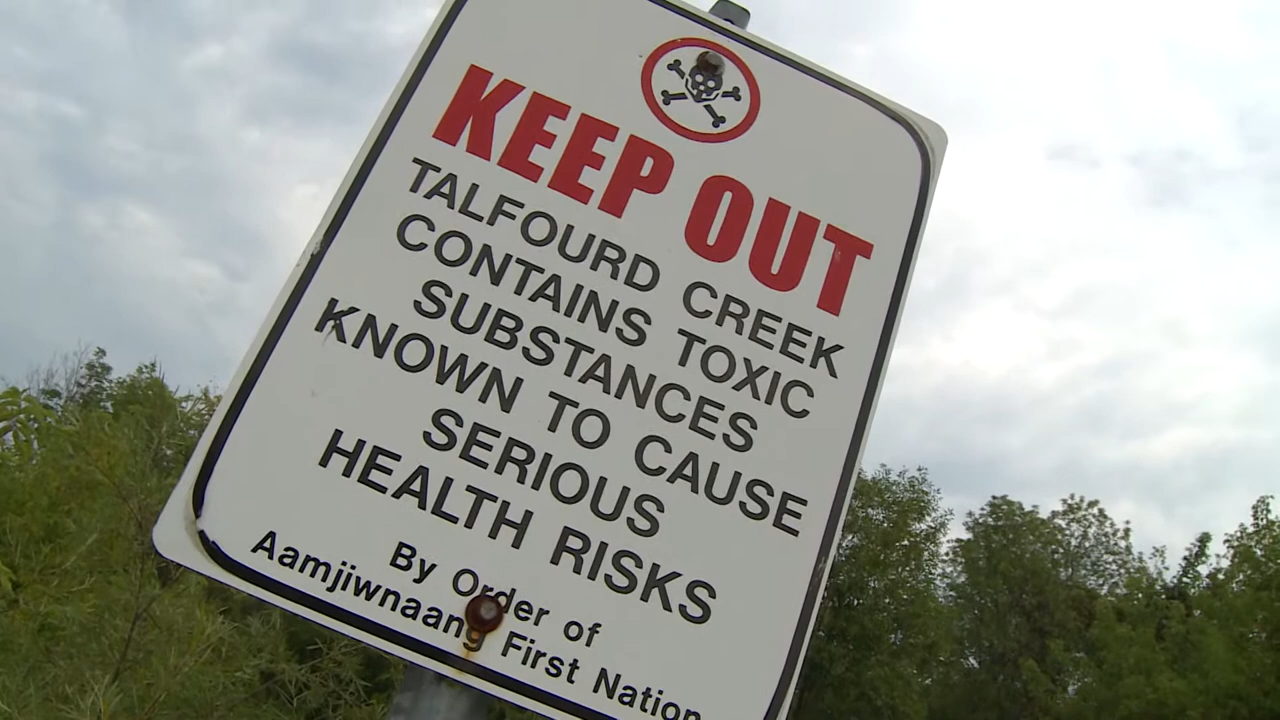 KEEP OUT
TALFOURD CREEK
CONTAINS TOXIC
SUBSTANCES
KNOWN TO CAUSE
SERIOUS
HEALTH RISKS
By Order of
Aamjiwnaang First Nation